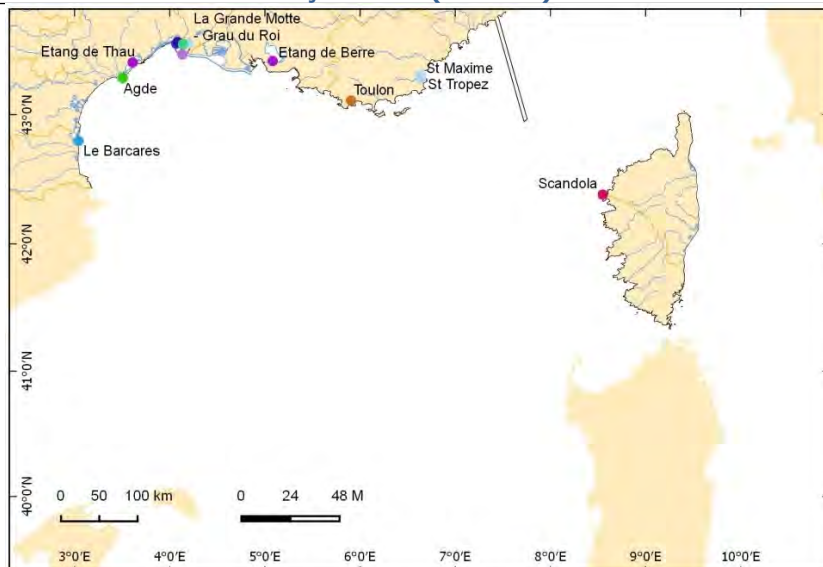 La Grande Motte
- Grau du Roi
Etang de Thau
Etang de Berre
Agde
Toulon
St Maxime
St Tropez
Le Barcares
Scandola
43°0'N
42°0'N
41°0'N
40°0'N
0 50 100 km
0 24 48 M
3°0'E 4°0'E 5°0'E 6°0'E 7°0'E 8°0'E 9°0'E 10°0'E